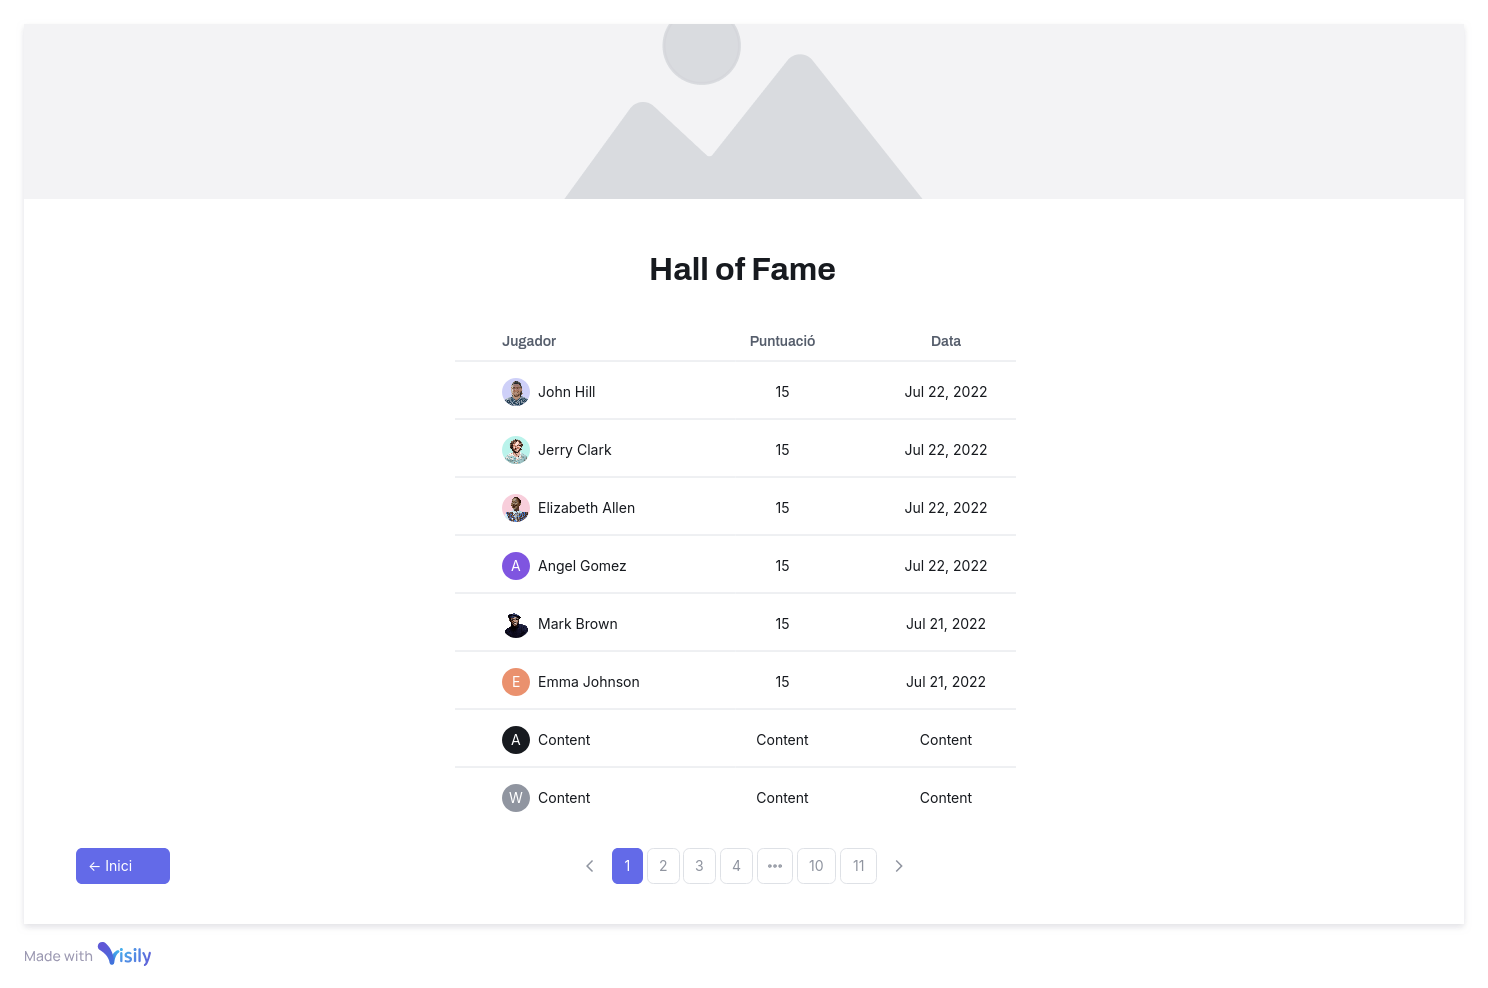 Hall of Fame
Jugador Puntuació Data
John Hill 15 Jul 22, 2022
Jerry Clark 15 Jul 22, 2022
Elizabeth Allen 15 Jul 22, 2022
A Angel Gomez 15 Jul 22, 2022
Mark Brown 15 Jul 21, 2022
E Emma Johnson 15 Jul 21, 2022
A Content Content Content
W Content Content Content
← Inici 1 2 3 4 ••• 10 11
Made with Visily